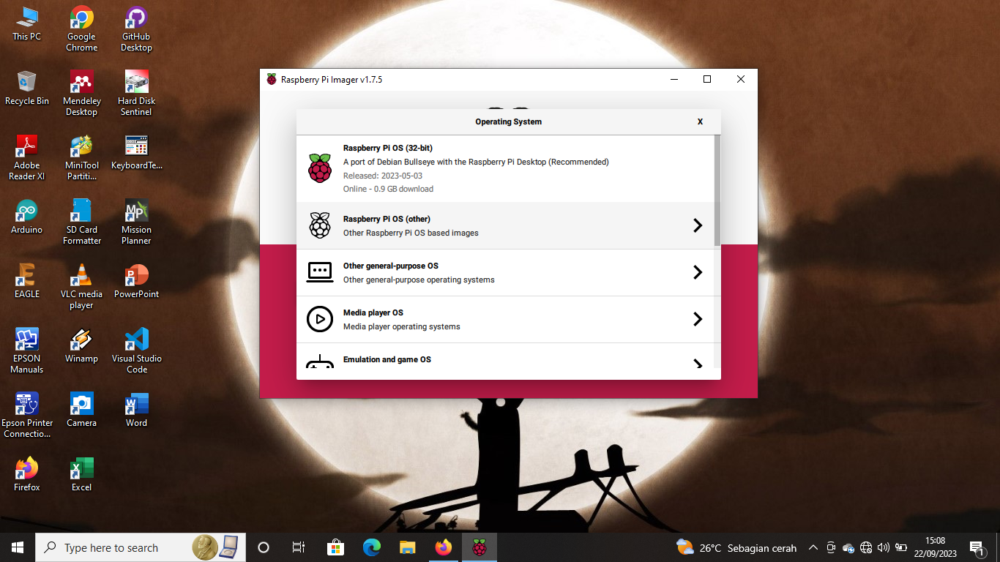 This PC
Google
Chrome
GitHub
Desktop
Recycle Bin
Mendeley
Desktop
Hard Disk
Sentinel
Adobe
Reader XI
MiniTool
Partiti...
KeyboardTe...
Arduino
SD Card
Formatter
Mission
Planner
EAGLE
VLC media
player
PowerPoint
EPSON
Manuals
Winamp
Visual Studio
Code
Epson Printer
Connectio...
Camera
Word
Firefox
Excel
Raspberry Pi Imager v1.7.5
Operating System
X
Raspberry Pi OS (32-bit)
A port of Debian Bullseye with the Raspberry Pi Desktop (Recommended)
Released: 2023-05-03
Online - 0.9 GB download
Raspberry Pi OS (other)
Other Raspberry Pi OS based images
Other general-purpose OS
Other general-purpose operating systems
Media player OS
Media player operating systems
Emulation and game OS
Type here to search
26°C Sebagian cerah
15:08
22/09/2023
1